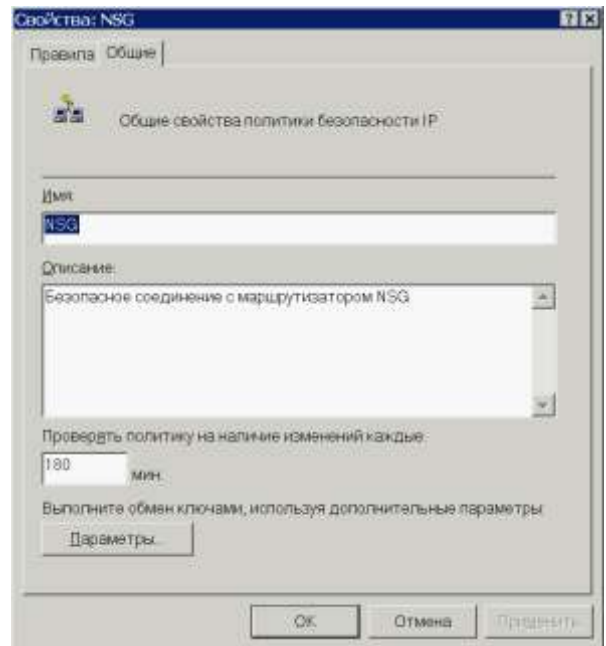 Свойства: NSG
Правила Общие
Общие свойства политики безопасности IP
Имя:
NSG
Описание:
Безопасное соединение с маршрутизатором NSG
Проверять политику на наличие изменений каждые:
180 мин.
Выполните обмен ключами, используя дополнительные параметры:
Параметры...
OK Отмена Применить